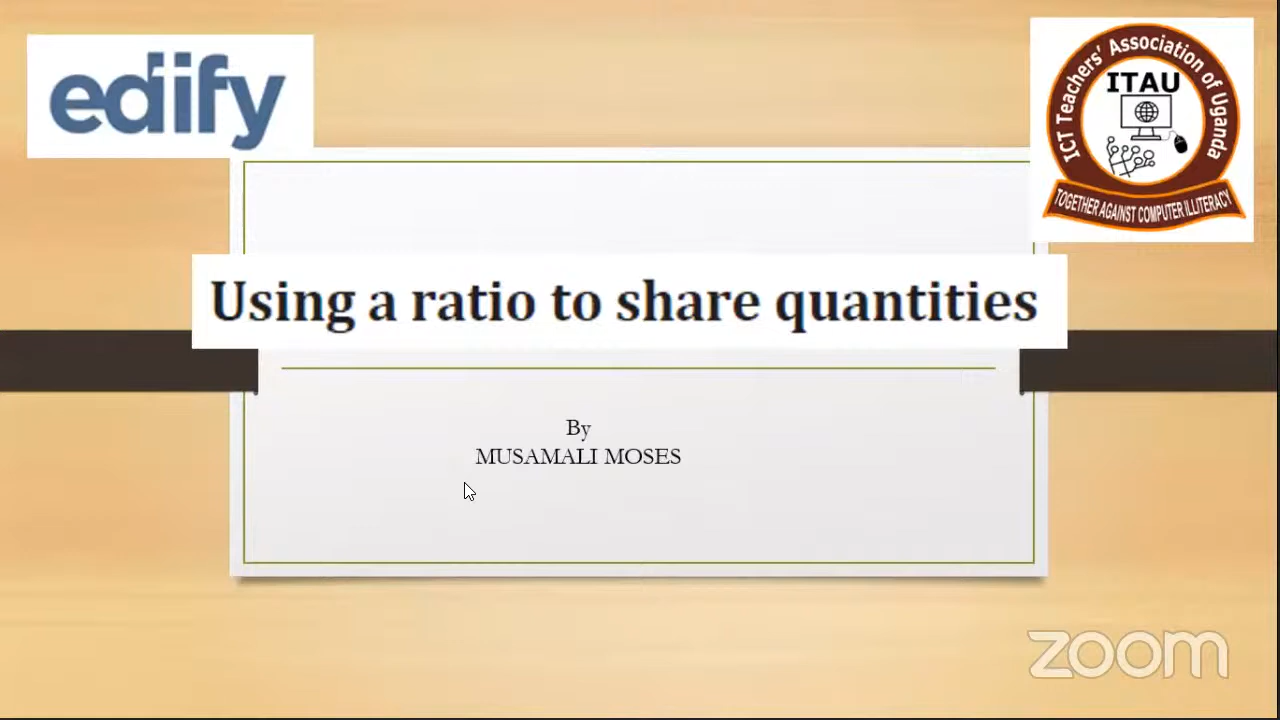 edify
ICT Teachers' Association of Uganda
ITAU
TOGETHER AGAINST COMPUTER ILLITERACY
Using a ratio to share quantities
By
MUSAMALI MOSES
zoom